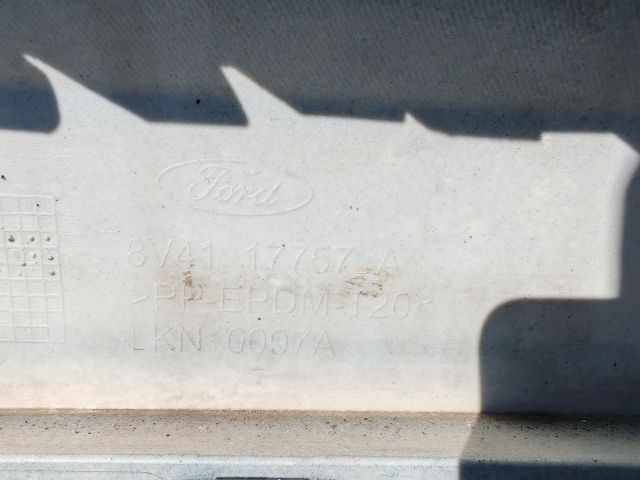 Ford
8V41 17757 A
>PP-EPDM-T20<
LKN 0097A